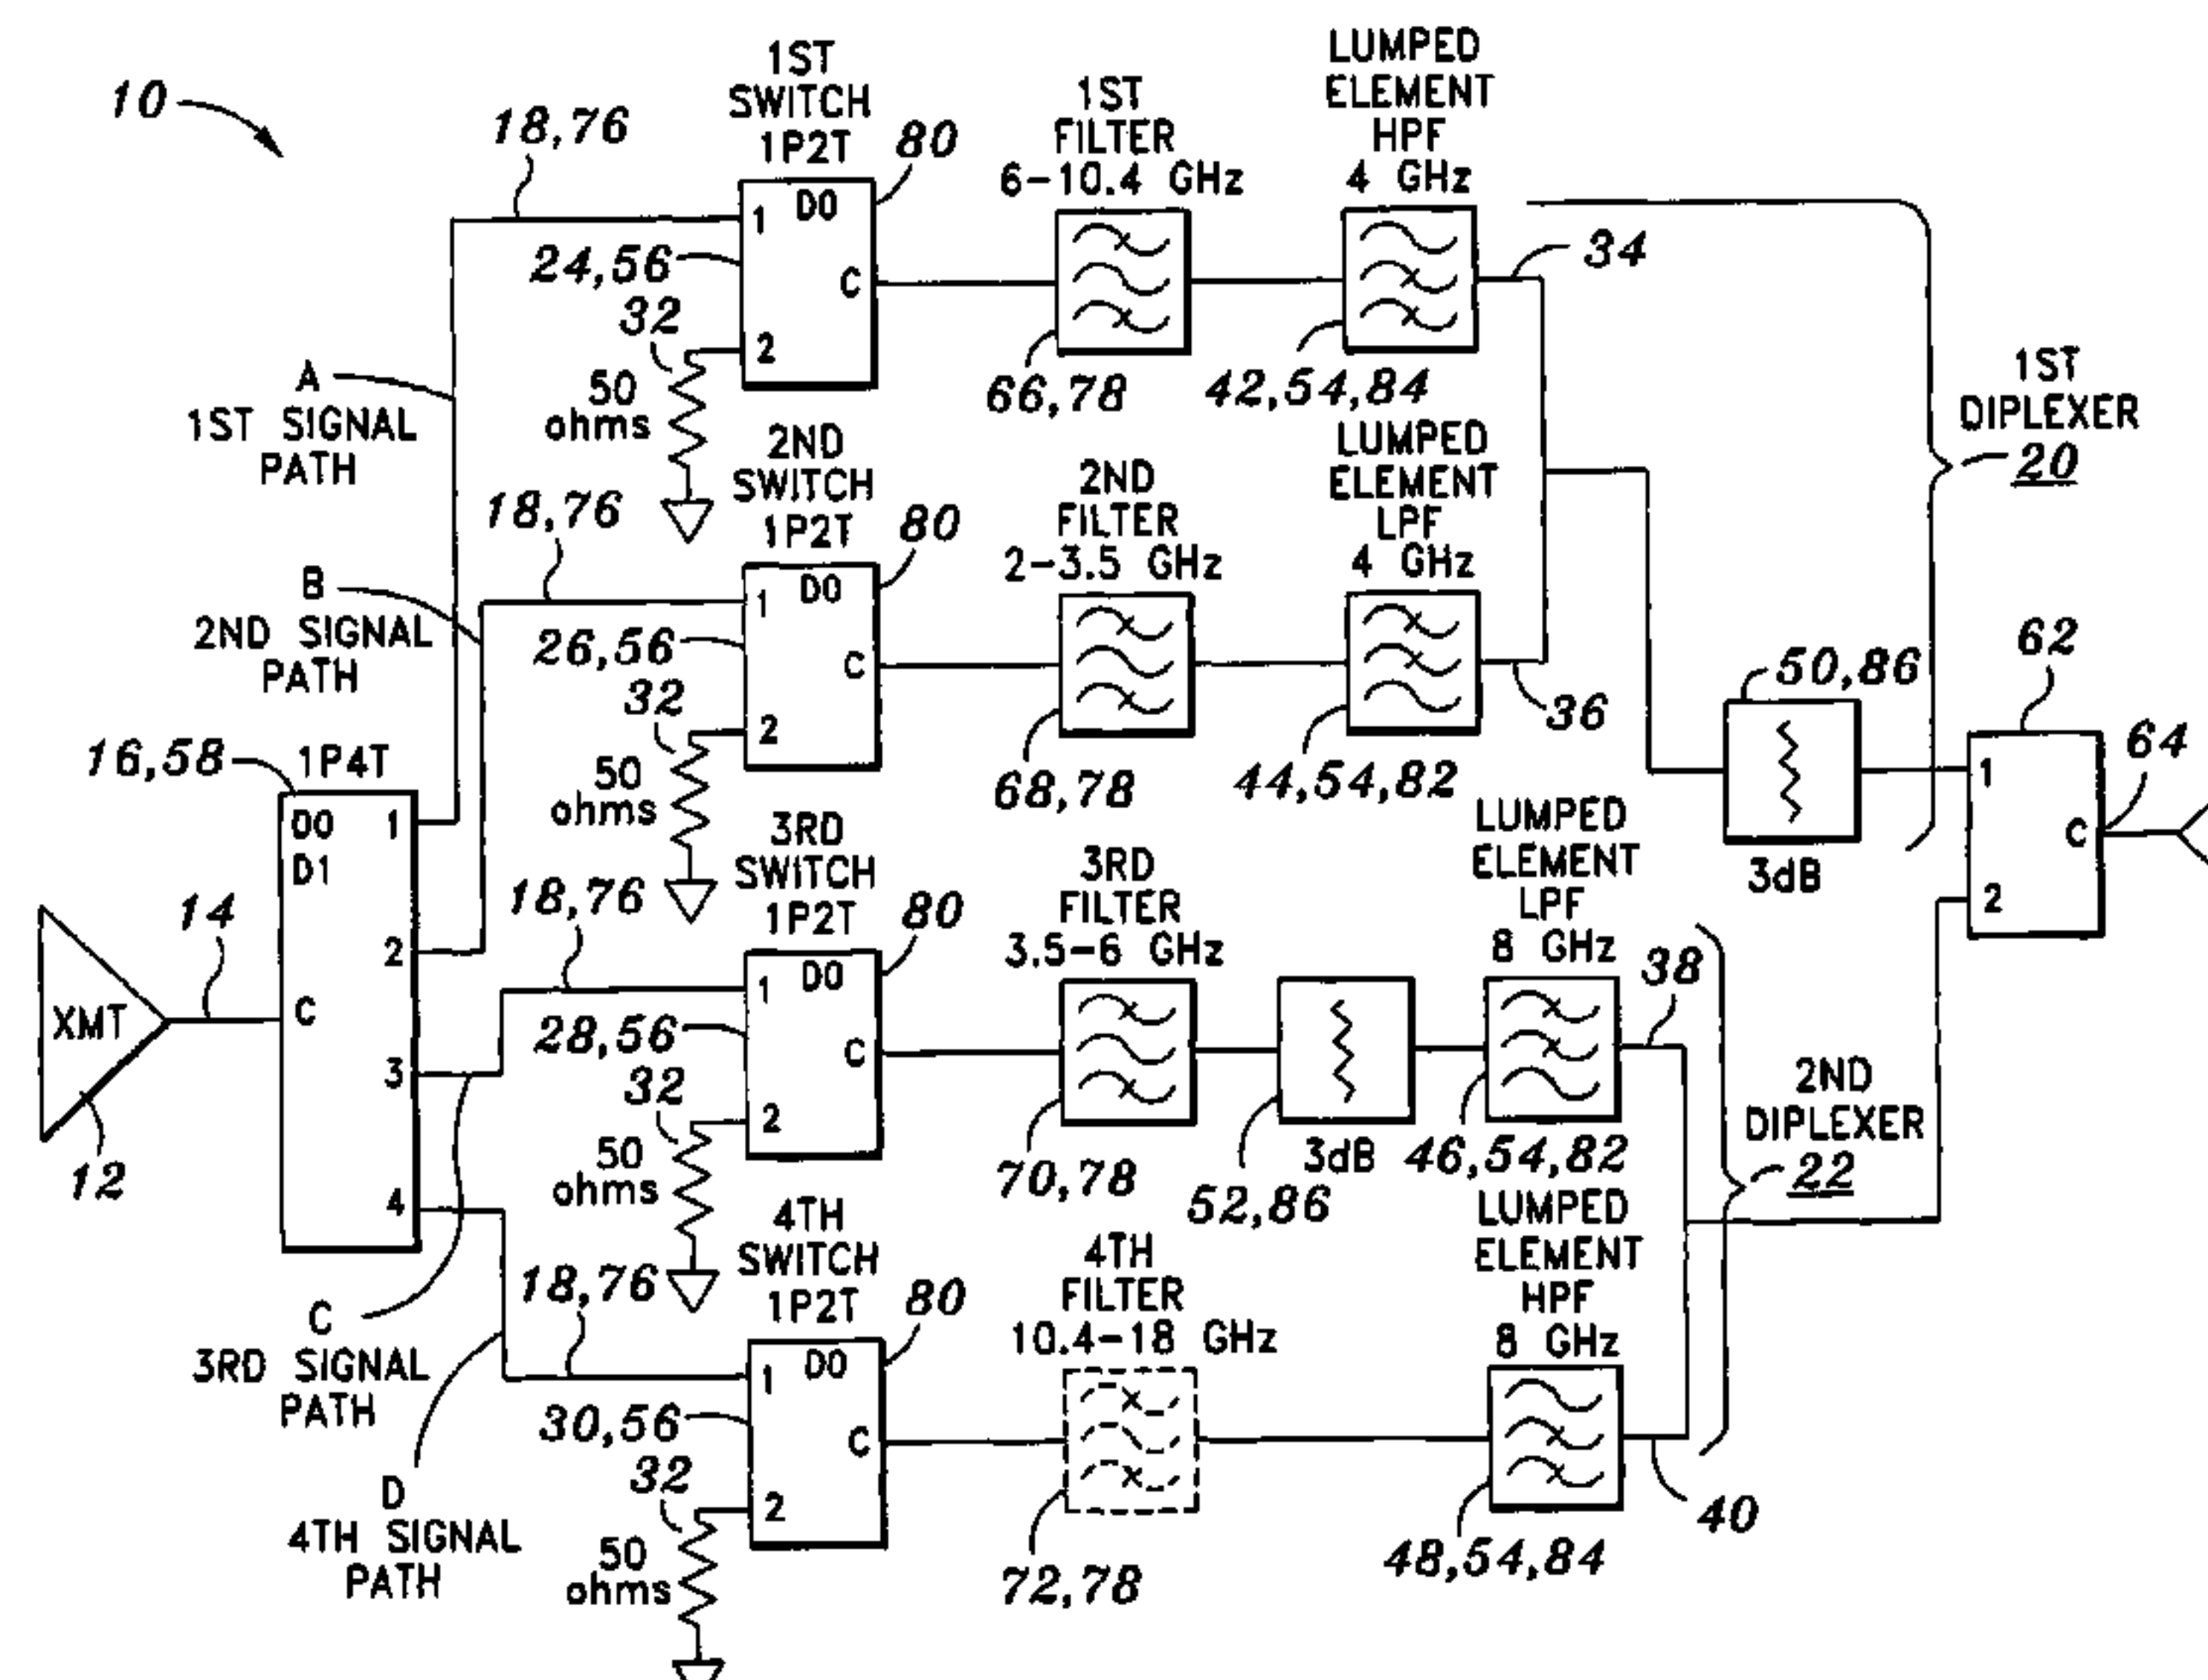 10
18,76
1ST
SWITCH
1P2T
80
1ST
FILTER
6-10.4 GHz
LUMPED
ELEMENT
HPF
4 GHz
1
D0
C
2
24,56
32
50
ohms
66,78
42,54,84
34
1ST
DIPLEXER
20
A
1ST SIGNAL
PATH
18,76
2ND
SWITCH
1P2T
80
2ND
FILTER
2-3.5 GHz
LUMPED
ELEMENT
LPF
4 GHz
1
D0
C
2
26,56
32
50
ohms
68,78
44,54,82
36
B
2ND SIGNAL
PATH
50,86
3dB
62
64
1
C
2
16,58
1P4T
D0
D1
C
1
2
3
4
14
XMT
12
18,76
3RD
SWITCH
1P2T
80
3RD
FILTER
3.5-6 GHz
LUMPED
ELEMENT
LPF
8 GHz
1
D0
C
2
28,56
32
50
ohms
70,78
3dB
52,86
46,54,82
38
2ND
DIPLEXER
22
C
3RD SIGNAL
PATH
18,76
4TH
SWITCH
1P2T
80
4TH
FILTER
10.4-18 GHz
LUMPED
ELEMENT
HPF
8 GHz
1
D0
C
2
30,56
32
50
ohms
72,78
48,54,84
40
D
4TH SIGNAL
PATH